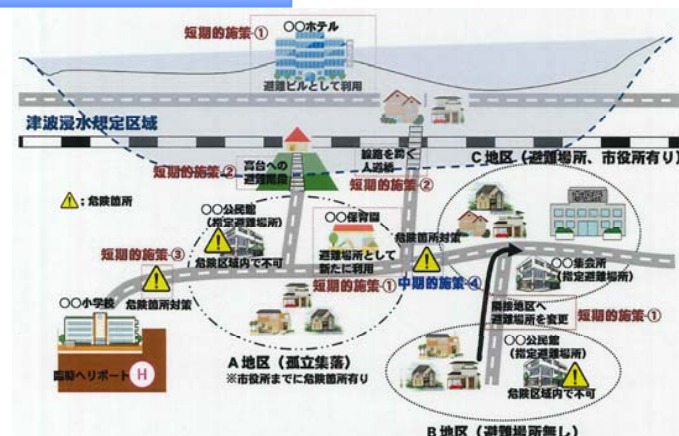 短期的施策-①
○○ホテル
避難ビルとして利用
津波浸水想定区域
短期的施策-②
高台への
避難階段
線路を跨ぐ
人道橋
短期的施策-②
C地区（避難場所、市役所有り）
市役所
⚠：危険箇所
○○公民館
（指定避難場所）
危険区域内で不可
○○保育園
避難場所として
新たに利用
短期的施策-①
危険箇所対策
中期的施策-④
○○集会所
（指定避難場所）
短期的施策-③
危険箇所対策
○○小学校
臨時ヘリポート H
A地区（孤立集落）
※市役所までに危険箇所有り
隣接地区へ
避難場所を変更
短期的施策-①
○○公民館
（指定避難場所）
危険区域内で不可
B地区（避難場所無し）